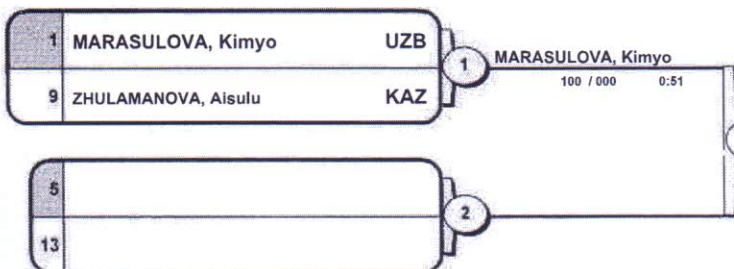 1 MARASULOVA, Kimyo UZB
9 ZHULAMANOVA, Aisulu KAZ
1
MARASULOVA, Kimyo
100 / 000 0:51
5
13
2